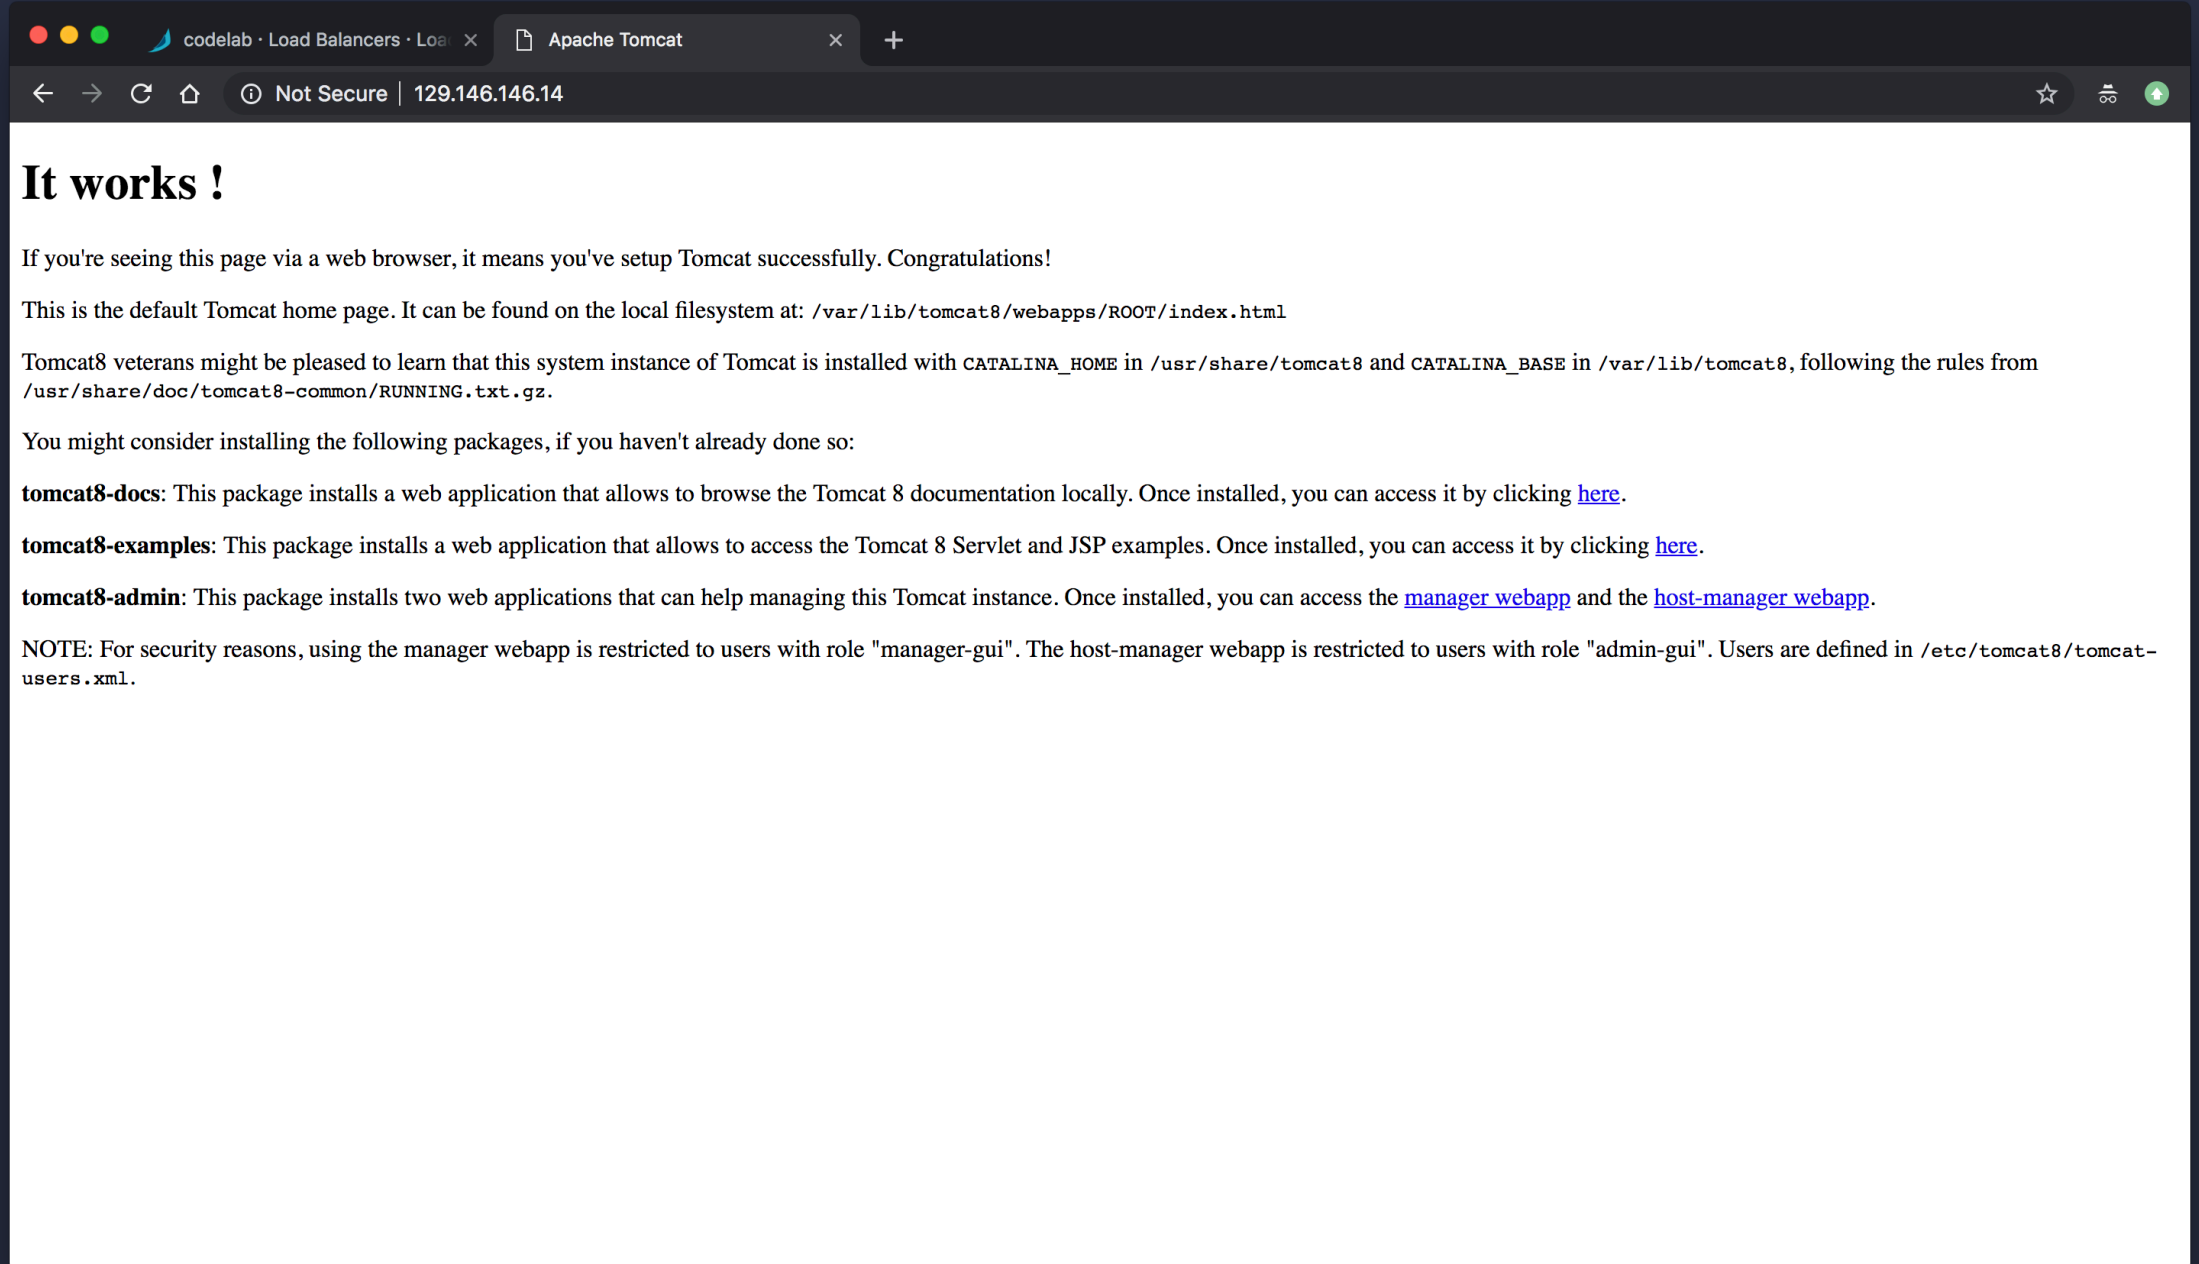 codelab · Load Balancers · Loa
Apache Tomcat
Not Secure
129.146.146.14
It works !
If you're seeing this page via a web browser, it means you've setup Tomcat successfully. Congratulations!
This is the default Tomcat home page. It can be found on the local filesystem at: /var/lib/tomcat8/webapps/ROOT/index.html
Tomcat8 veterans might be pleased to learn that this system instance of Tomcat is installed with CATALINA_HOME in /usr/share/tomcat8 and CATALINA_BASE in /var/lib/tomcat8, following the rules from
/usr/share/doc/tomcat8-common/RUNNING.txt.gz.
You might consider installing the following packages, if you haven't already done so:
tomcat8-docs: This package installs a web application that allows to browse the Tomcat 8 documentation locally. Once installed, you can access it by clicking here.
tomcat8-examples: This package installs a web application that allows to access the Tomcat 8 Servlet and JSP examples. Once installed, you can access it by clicking here.
tomcat8-admin: This package installs two web applications that can help managing this Tomcat instance. Once installed, you can access the manager webapp and the host-manager webapp.
NOTE: For security reasons, using the manager webapp is restricted to users with role "manager-gui". The host-manager webapp is restricted to users with role "admin-gui". Users are defined in /etc/tomcat8/tomcat-
users.xml.